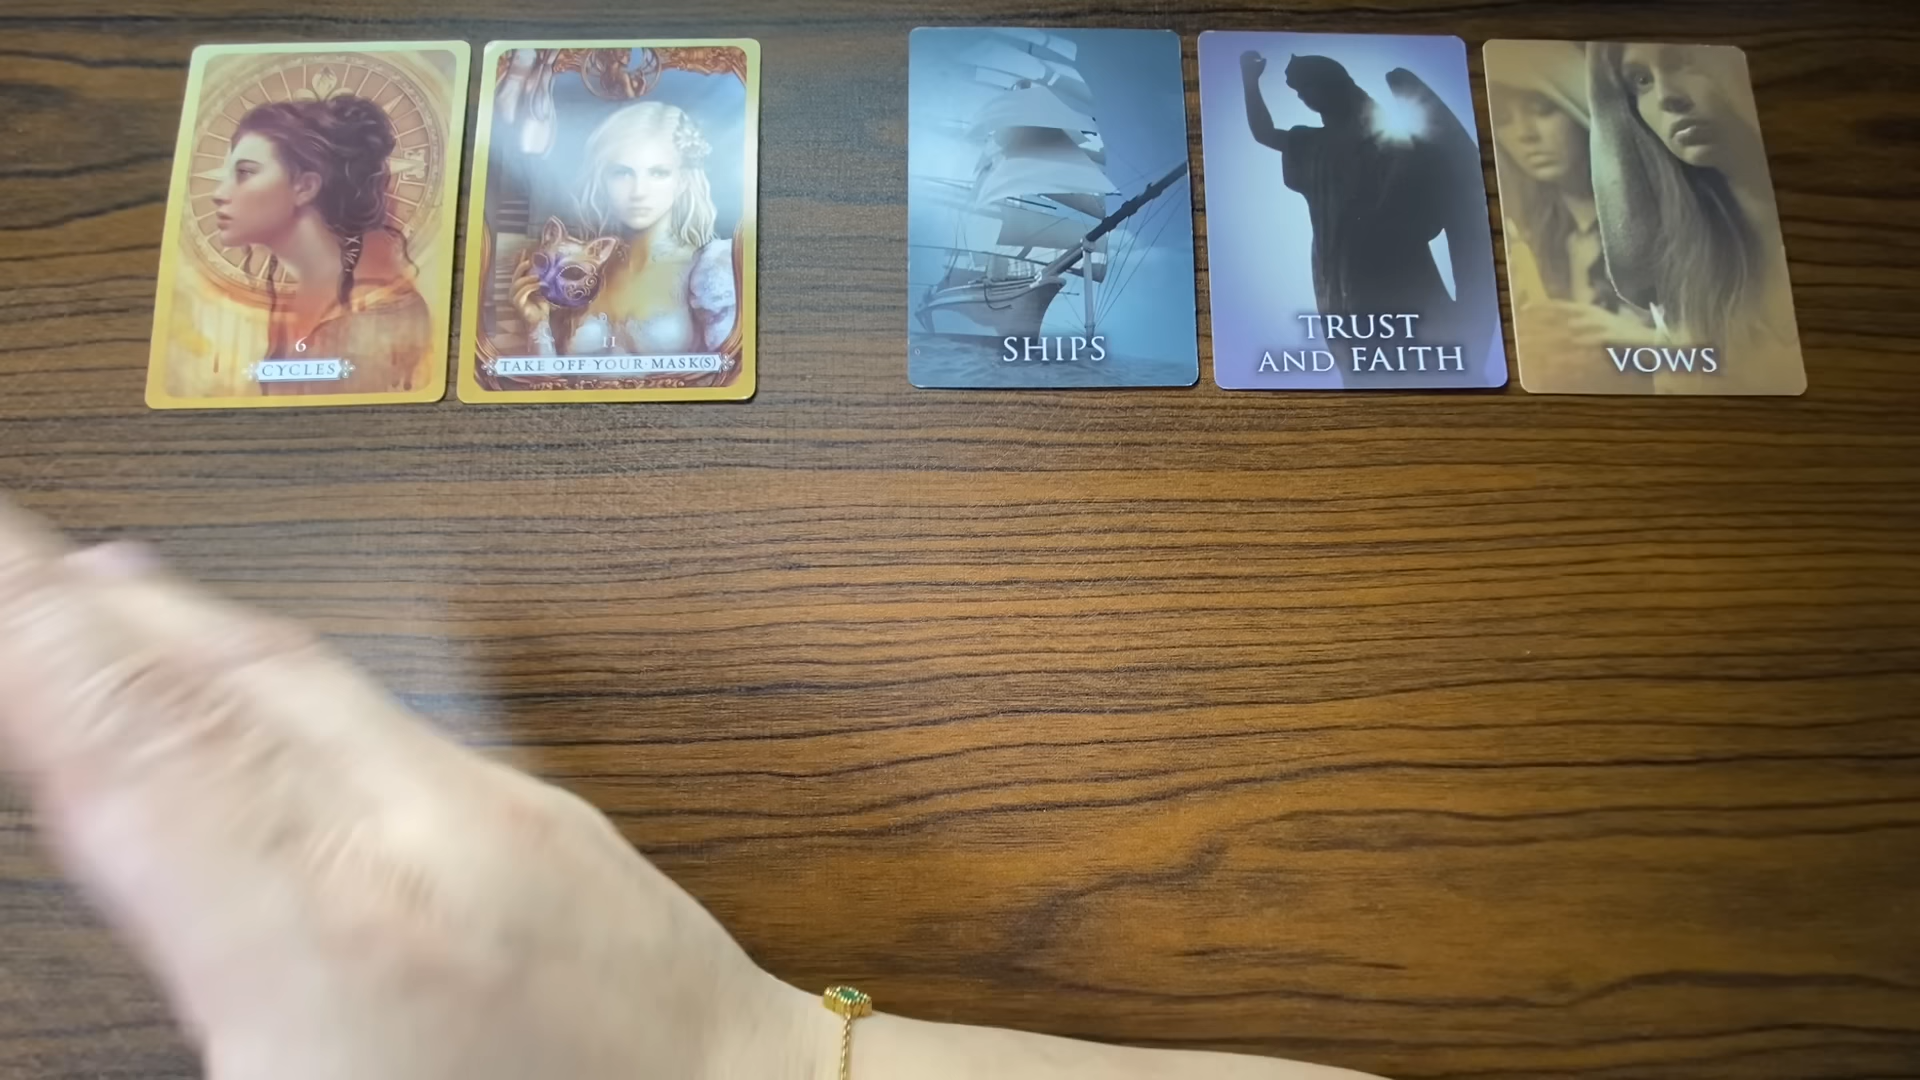 6
CYCLES
11
TAKE OFF YOUR MASK(S)
SHIPS
TRUST
AND FAITH
VOWS